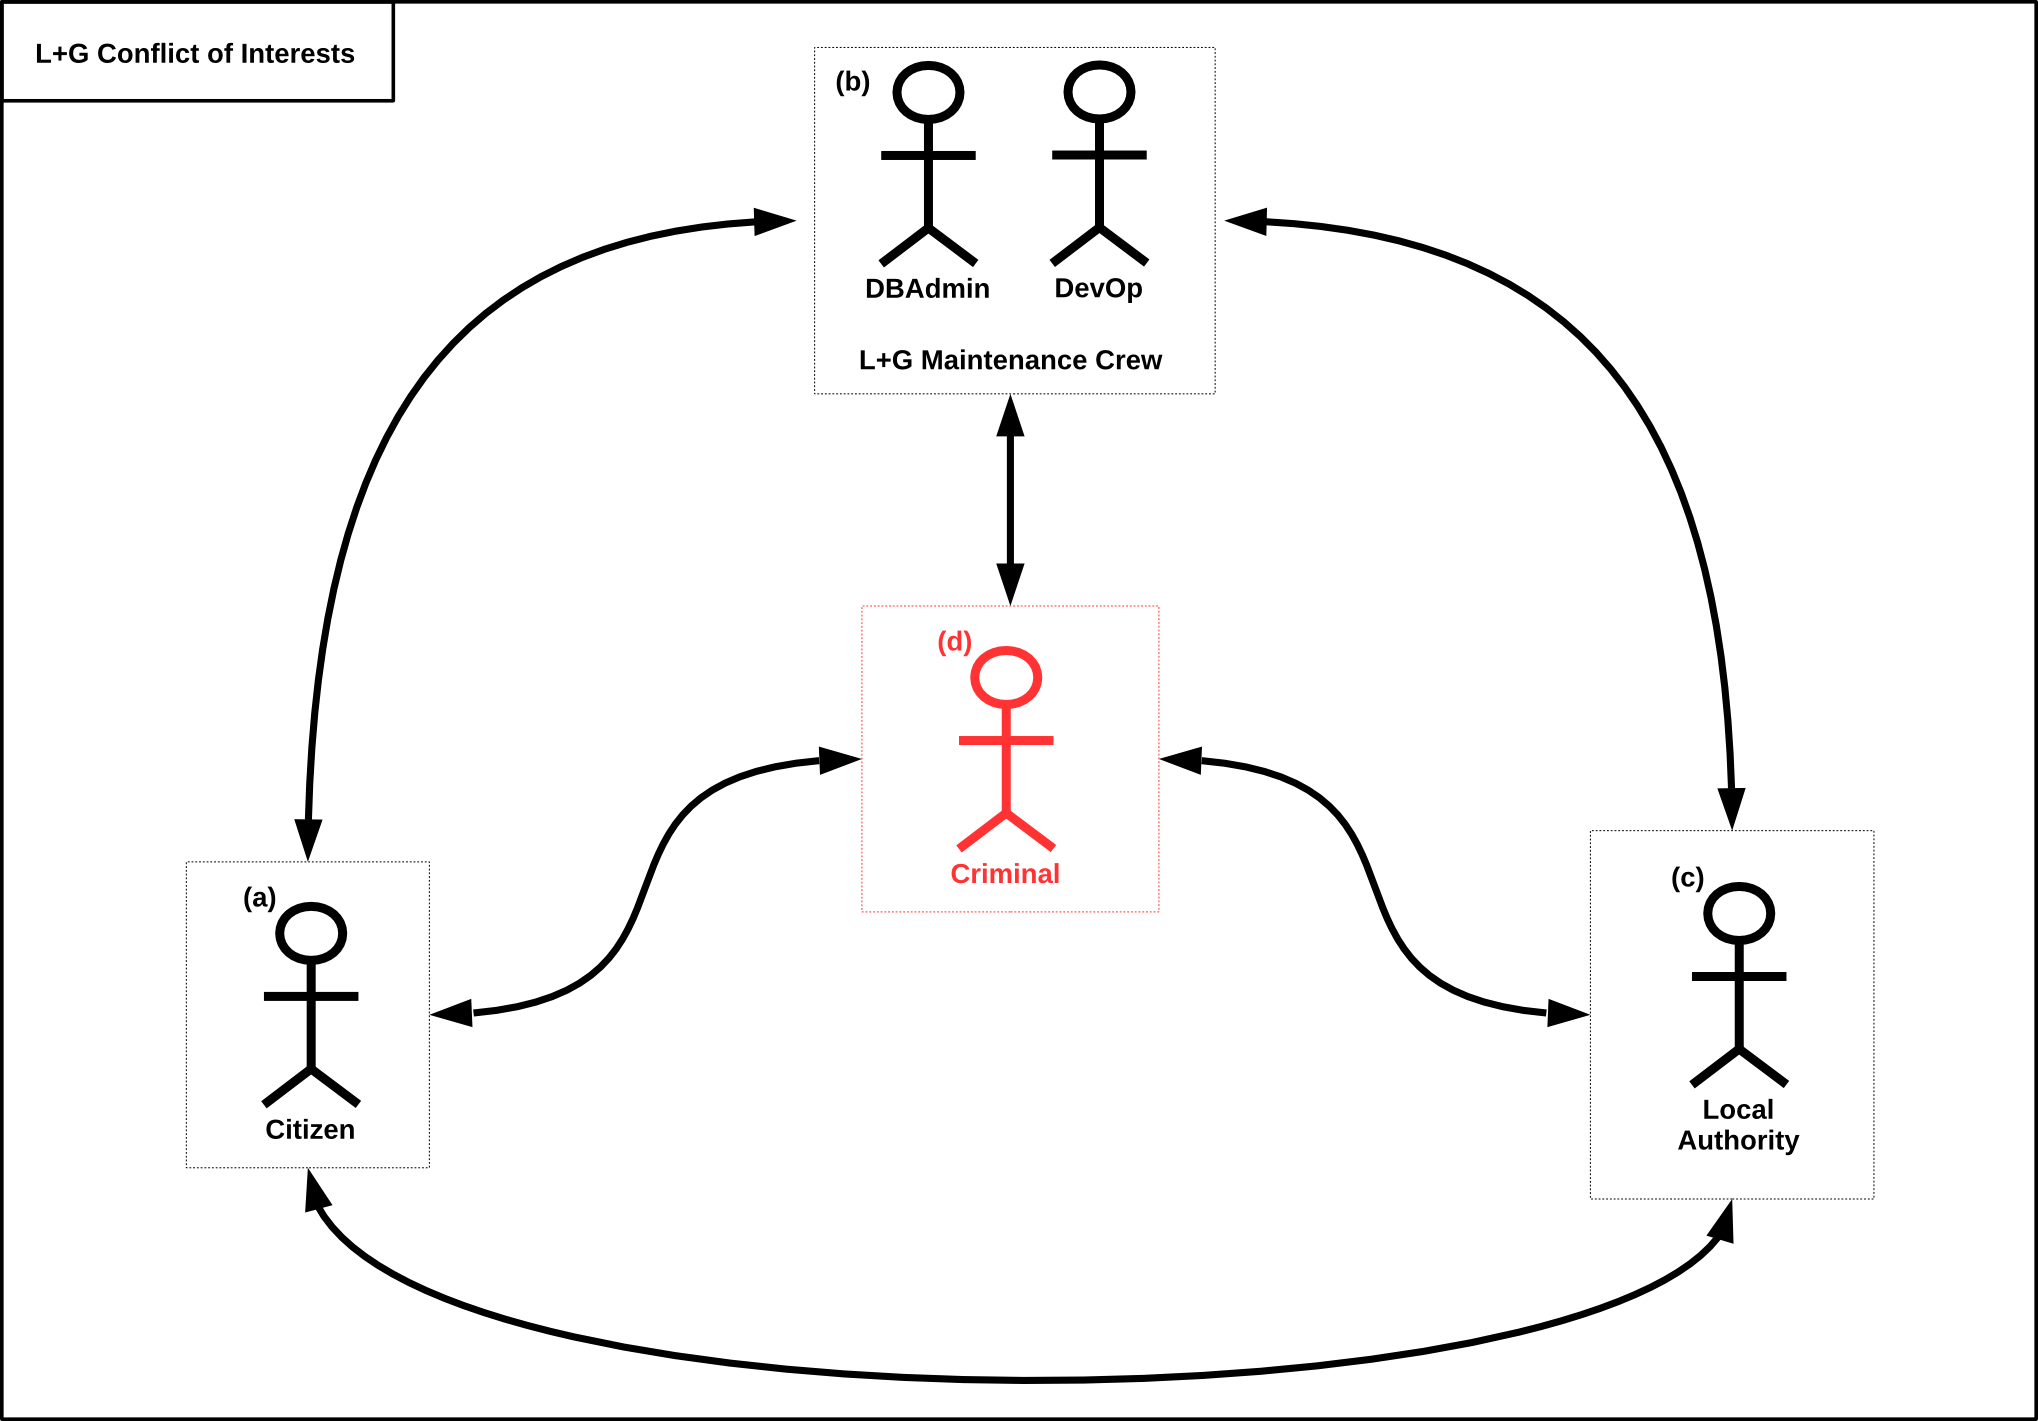 L+G Conflict of Interests
(b)
DBAdmin
DevOp
L+G Maintenance Crew
(d)
Criminal
(a)
Citizen
(c)
Local
Authority